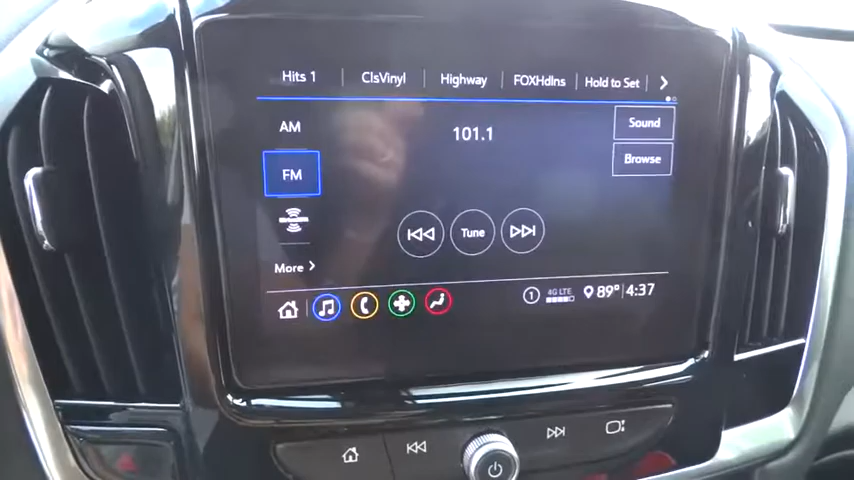 Hits 1 ClsVinyl Highway FOXHdlns Hold to Set
AM 101.1 Sound
FM Browse
Tune
More
1 4G LTE 89° 4:37